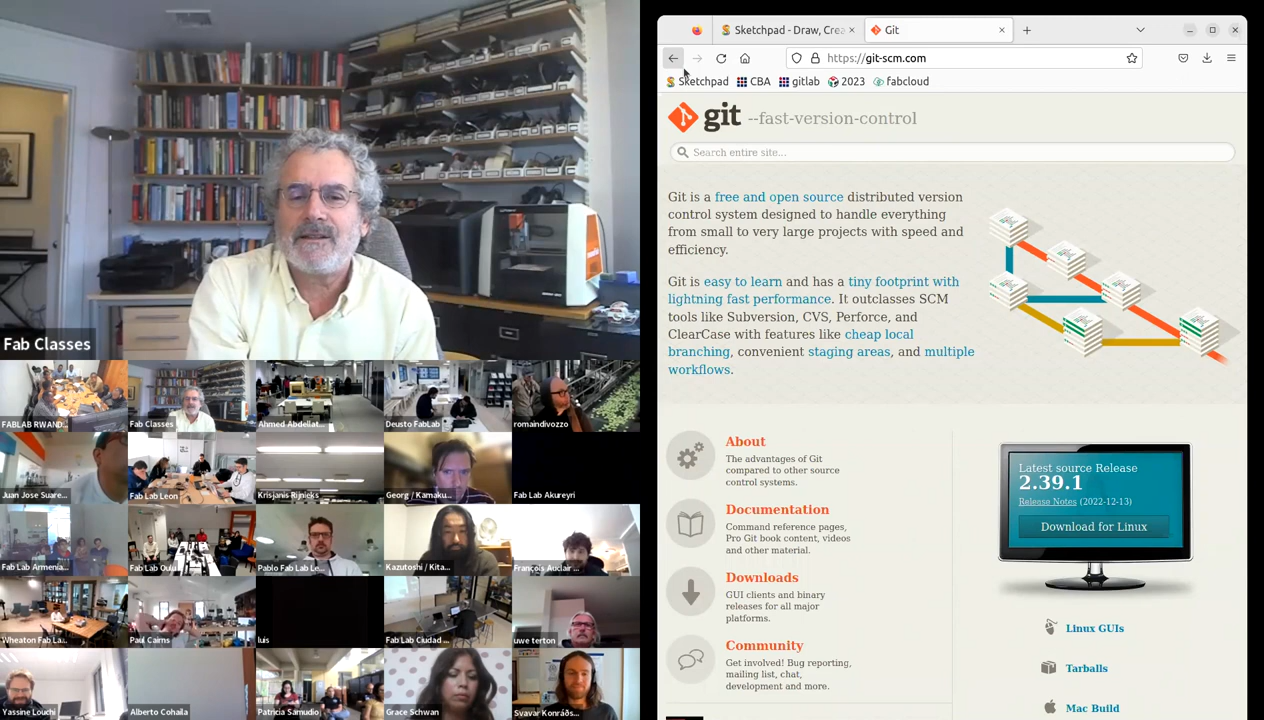 Fab Classes
FABLAB RWAND...
Fab Classes
Ahmed Abdellat...
Deusto FabLab
romaindivozzo
Juan Jose Suare...
Fab Lab Leon
Krisjanis Rijnieks
Georg / Kamaku...
Fab Lab Akureyri
Fab Lab Armenia,...
Fab Lab Oulu
Pablo Fab Lab Le...
Kazutoshi / Kita...
François Auclair ...
Wheaton Fab La...
Paul Cairns
luis
Fab Lab Ciudad ...
uwe terton
Yassine Louchi
Alberto Cohaila
Patricia Samudio
Grace Schwan
Svavar Konráðs...
Sketchpad - Draw, Crea
Git
https://git-scm.com
Sketchpad
CBA
gitlab
2023
fabcloud
git --fast-version-control
Search entire site...
Git is a free and open source distributed version
control system designed to handle everything
from small to very large projects with speed and
efficiency.
Git is easy to learn and has a tiny footprint with
lightning fast performance. It outclasses SCM
tools like Subversion, CVS, Perforce, and
ClearCase with features like cheap local
branching, convenient staging areas, and multiple
workflows.
About
The advantages of Git
compared to other source
control systems.
Documentation
Command reference pages,
Pro Git book content, videos
and other material.
Downloads
GUI clients and binary
releases for all major
platforms.
Community
Get involved! Bug reporting,
mailing list, chat,
development and more.
Latest source Release
2.39.1
Release Notes (2022-12-13)
Download for Linux
Linux GUIs
Tarballs
Mac Build